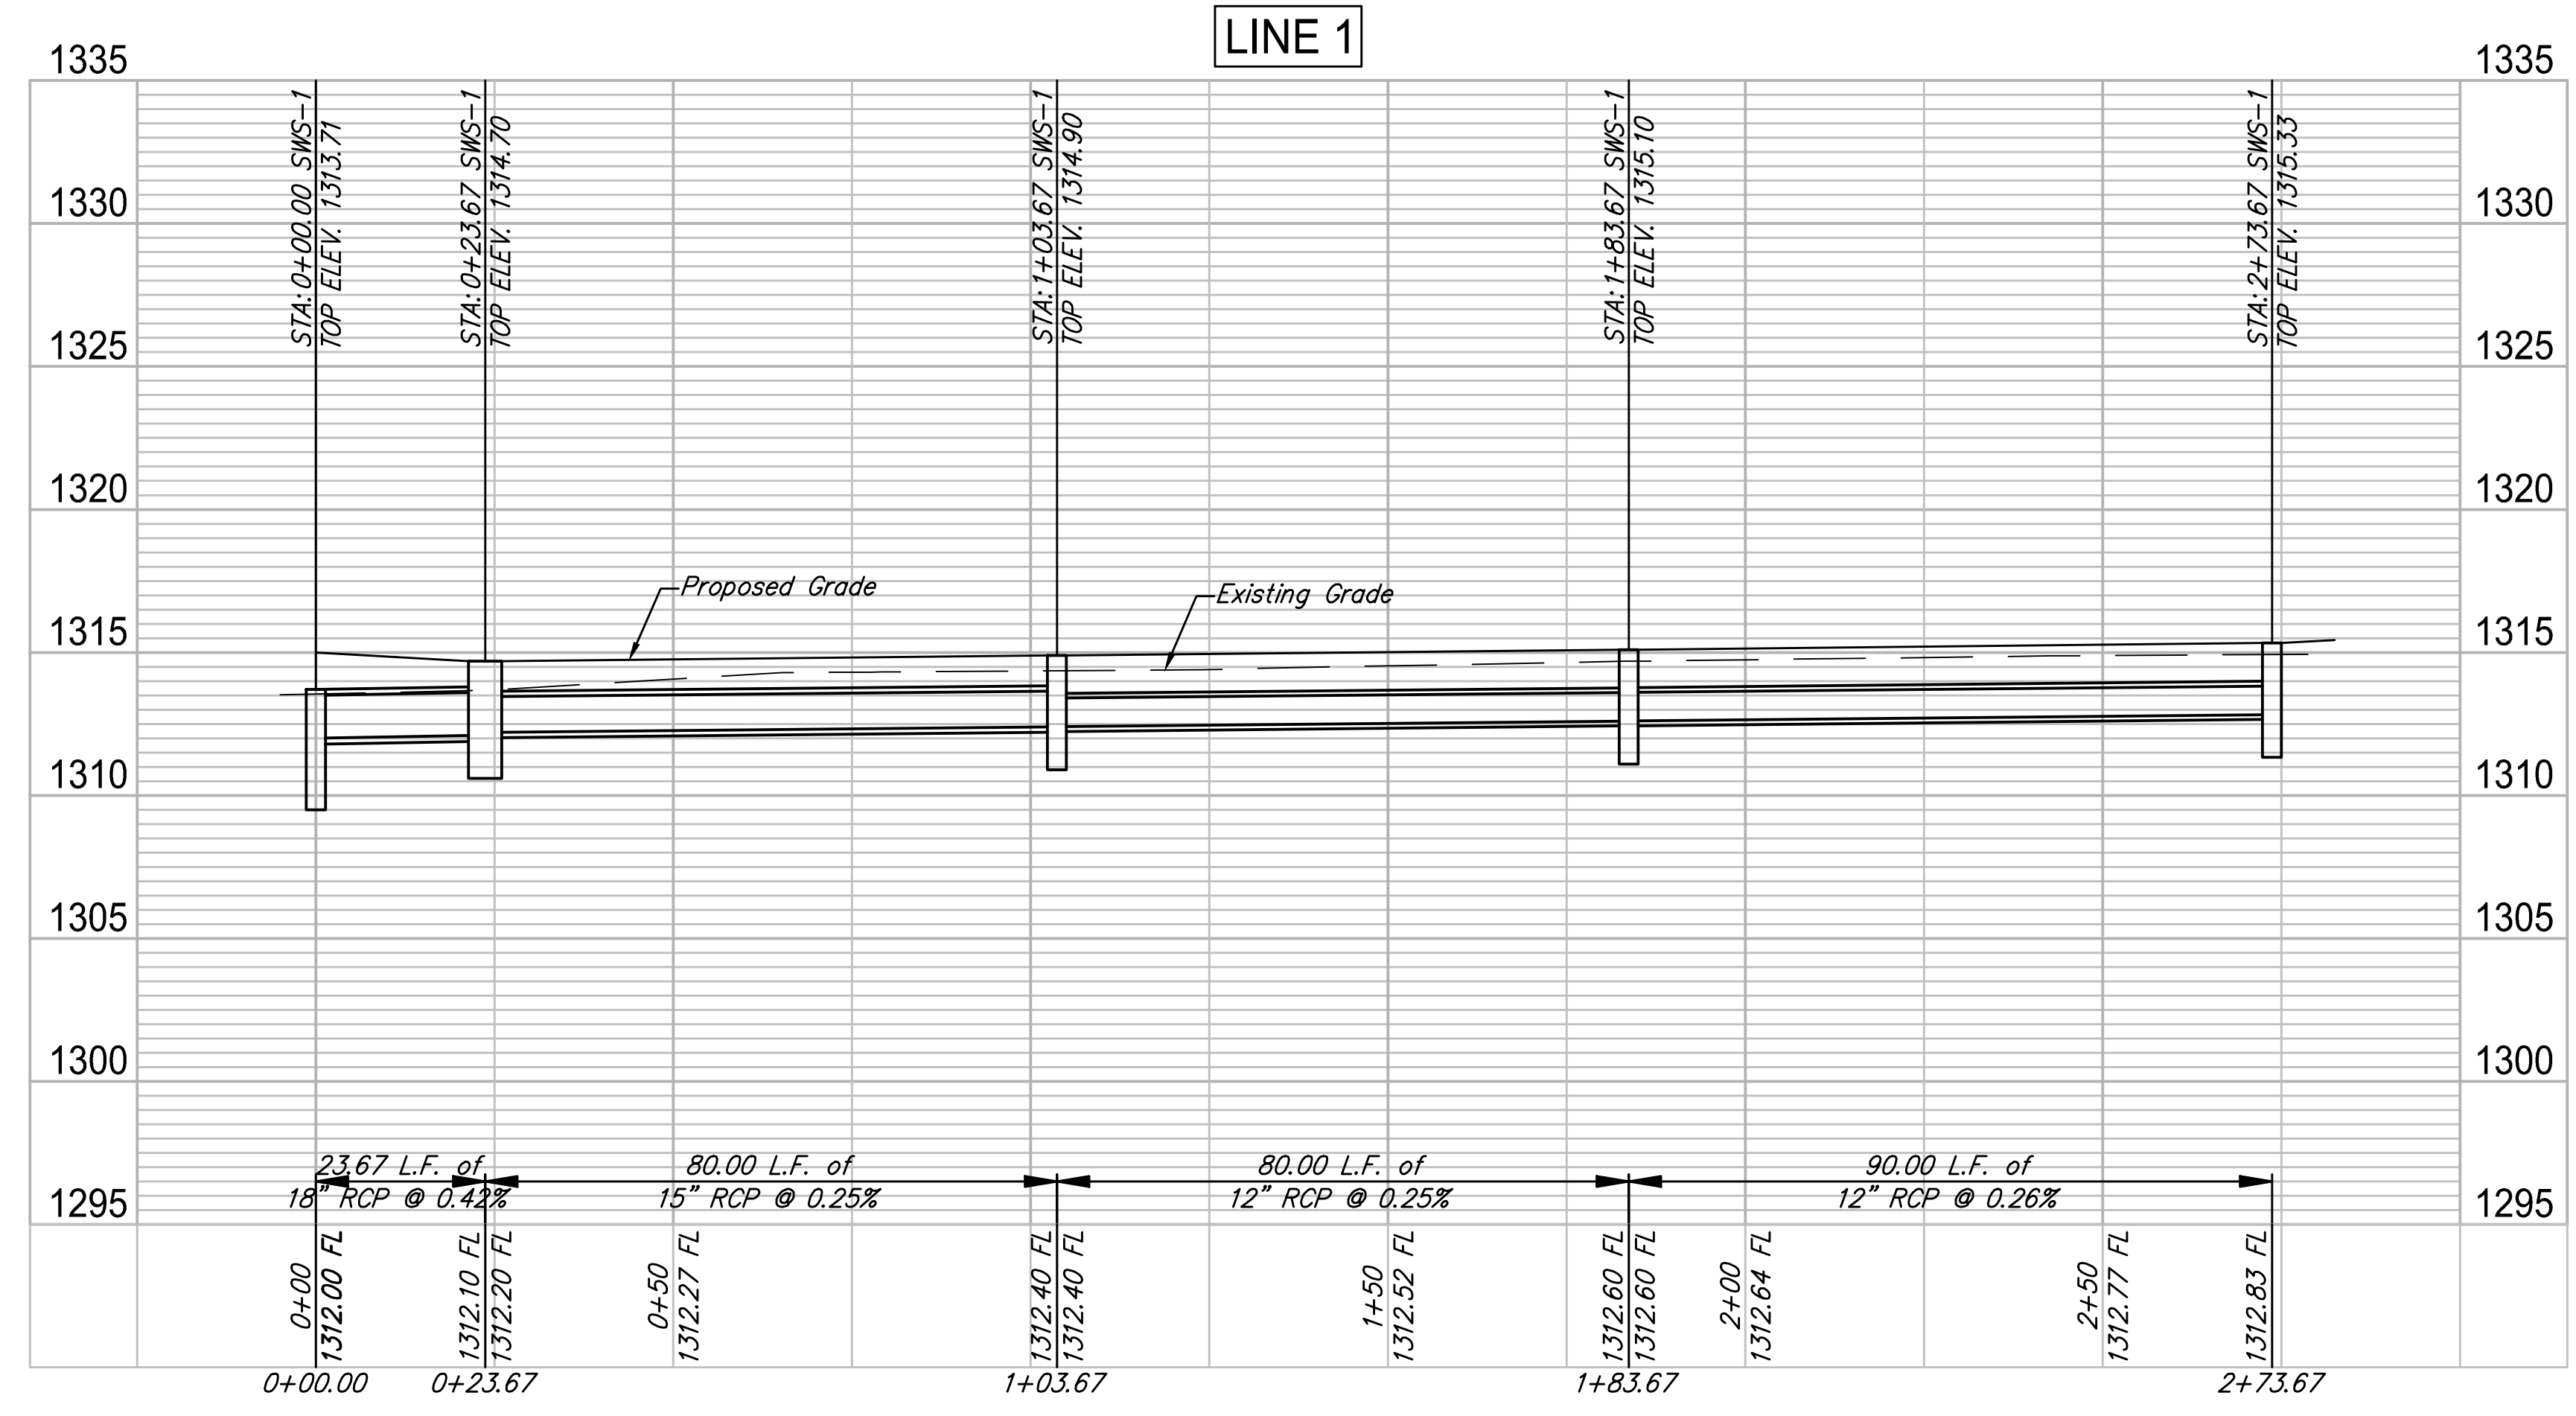 LINE 1
1335
1335
1330
1330
1325
1325
1320
1320
1315
1315
1310
1310
1305
1305
1300
1300
1295
1295
STA:0+00.00 SWS-1
TOP ELEV. 1313.71
STA:0+23.67 SWS-1
TOP ELEV. 1314.70
STA:1+03.67 SWS-1
TOP ELEV. 1314.90
STA:1+83.67 SWS-1
TOP ELEV. 1315.10
STA:2+73.67 SWS-1
TOP ELEV. 1315.33
Proposed Grade
Existing Grade
23.67 L.F. of
18" RCP @ 0.42%
80.00 L.F. of
15" RCP @ 0.25%
80.00 L.F. of
12" RCP @ 0.25%
90.00 L.F. of
12" RCP @ 0.26%
0+00
1312.00 FL
1312.10 FL
1312.20 FL
0+50
1312.27 FL
1312.40 FL
1312.40 FL
1+50
1312.52 FL
1312.60 FL
1312.60 FL
2+00
1312.64 FL
2+50
1312.77 FL
1312.83 FL
0+00.00
0+23.67
1+03.67
1+83.67
2+73.67